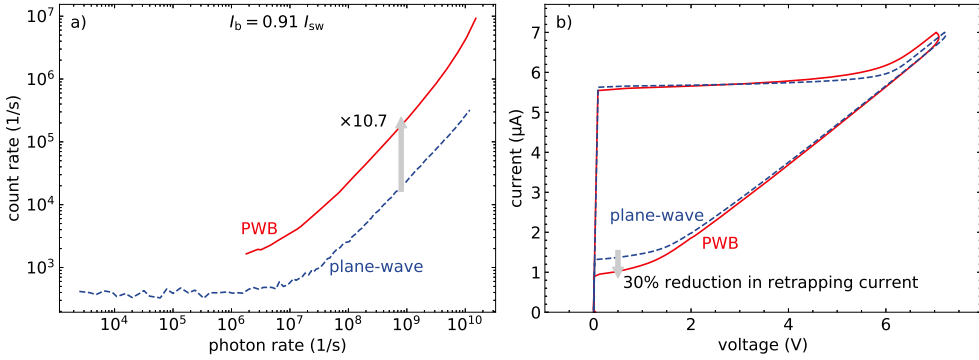 a)
I_b = 0.91 I_sw
×10.7
PWB
plane-wave
count rate (1/s)
10^7
10^6
10^5
10^4
10^3
10^4
10^5
10^6
10^7
10^8
10^9
10^10
photon rate (1/s)
b)
plane-wave
PWB
30% reduction in retrapping current
current (μA)
7
6
5
4
3
2
1
0
0
2
4
6
voltage (V)